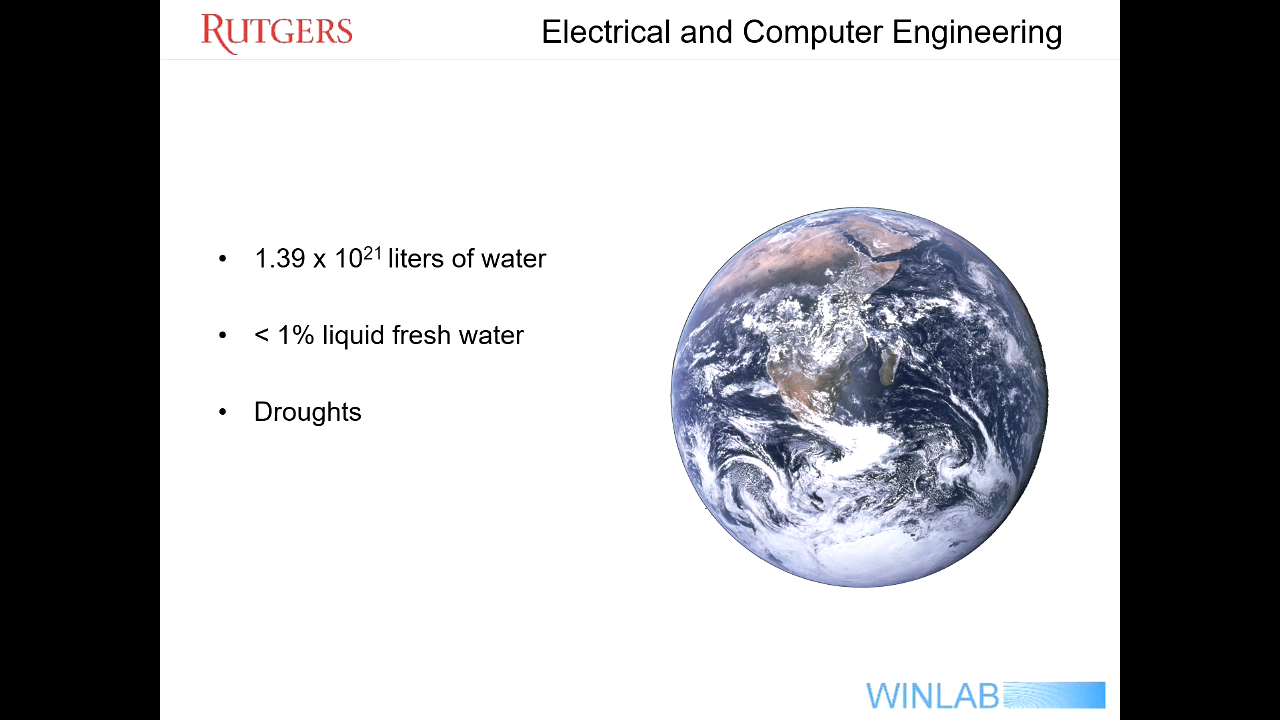 RUTGERS
Electrical and Computer Engineering
• 1.39 x 10²¹ liters of water
• < 1% liquid fresh water
• Droughts
WINLAB